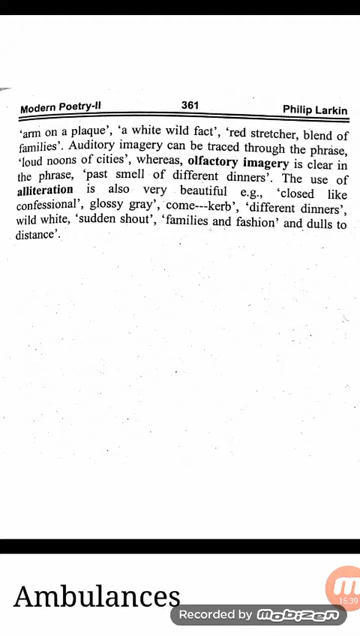 Modern Poetry-II 361 Philip Larkin
‘arm on a plaque’, ‘a white wild fact’, ‘red stretcher, blend of
families’. Auditory imagery can be traced through the phrase,
‘loud noons of cities’, whereas, olfactory imagery is clear in
the phrase, ‘past smell of different dinners’. The use of
alliteration is also very beautiful e.g., ‘closed like
confessional’, glossy gray’, come---kerb’, ‘different dinners’,
wild white, ‘sudden shout’, ‘families and fashion’ and dulls to
distance’.
Ambulances
Recorded by mobizen
15:39